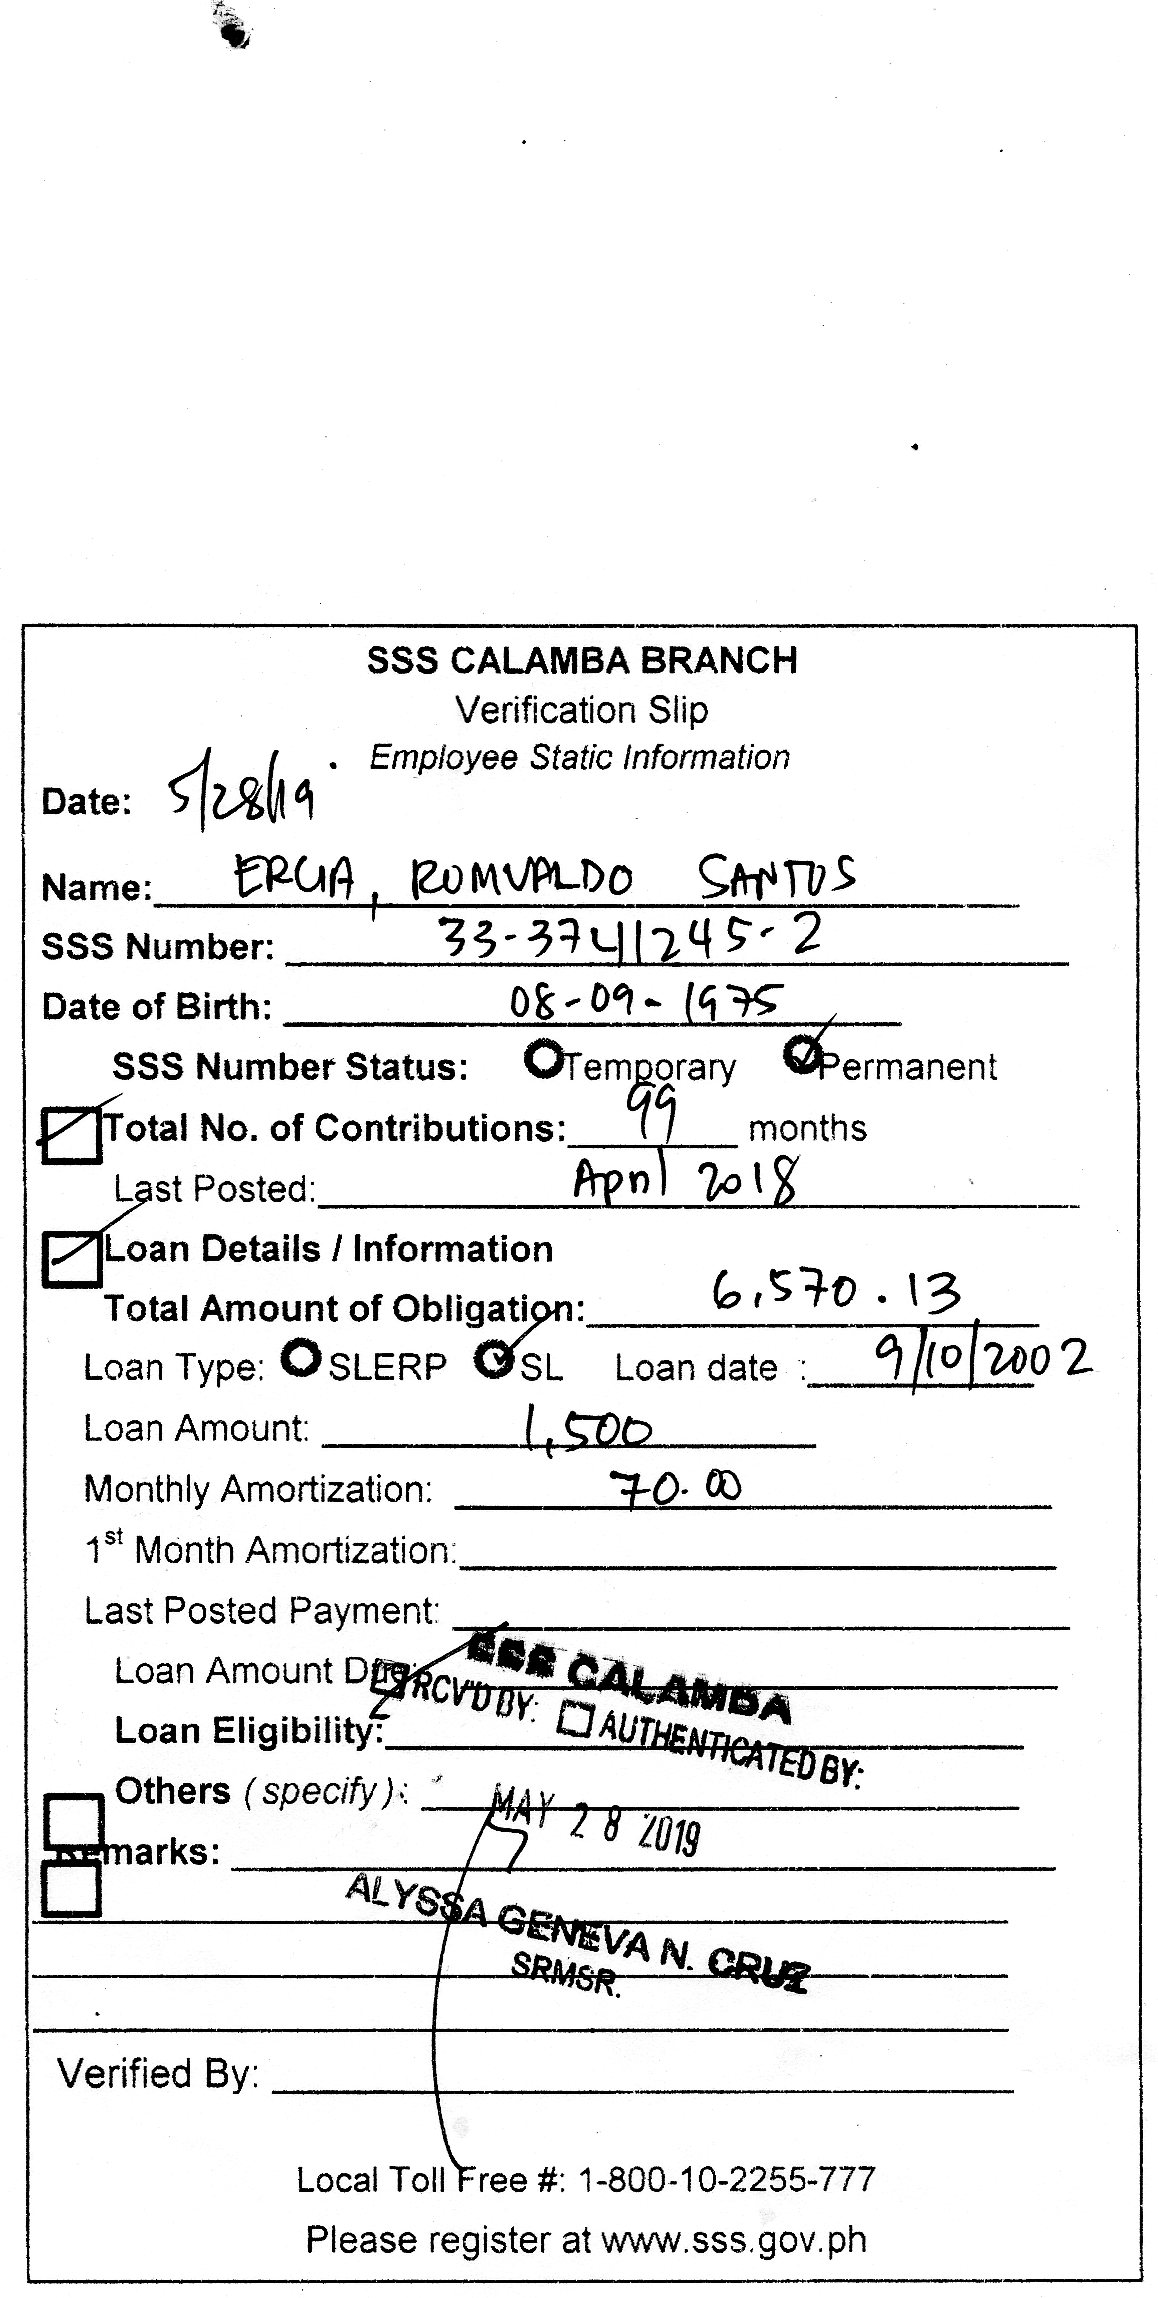 SSS CALAMBA BRANCH
Verification Slip
Employee Static Information
Date: 5/28/19
Name: ERCIA, ROMUALDO SANTOS
SSS Number: 33-3741245-2
Date of Birth: 08-09-1975
SSS Number Status: Temporary Permanent
Total No. of Contributions: 99 months
Last Posted: April 2018
Loan Details / Information
Total Amount of Obligation: 6,570.13
Loan Type: SLERP SL Loan date : 9/10/2002
Loan Amount: 1,500
Monthly Amortization: 70.00
1st Month Amortization:
Last Posted Payment:
SSS CALAMBA
Loan Amount Due:
RCV'D BY: AUTHENTICATED BY:
Loan Eligibility:
Others (specify):
MAY 28 2019
Remarks:
ALYSSA GENEVA N. CRUZ
SRMSR.
Verified By:
Local Toll Free #: 1-800-10-2255-777
Please register at www.sss.gov.ph